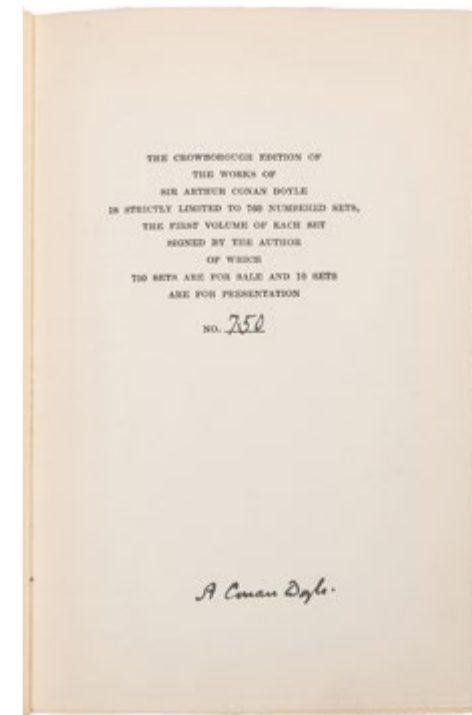 THE CROWBOROUGH EDITION OF
THE WORKS OF
SIR ARTHUR CONAN DOYLE
IS STRICTLY LIMITED TO 760 NUMBERED SETS,
THE FIRST VOLUME OF EACH SET
SIGNED BY THE AUTHOR
OF WHICH
750 SETS ARE FOR SALE AND 10 SETS
ARE FOR PRESENTATION
NO. 750
A Conan Doyle.